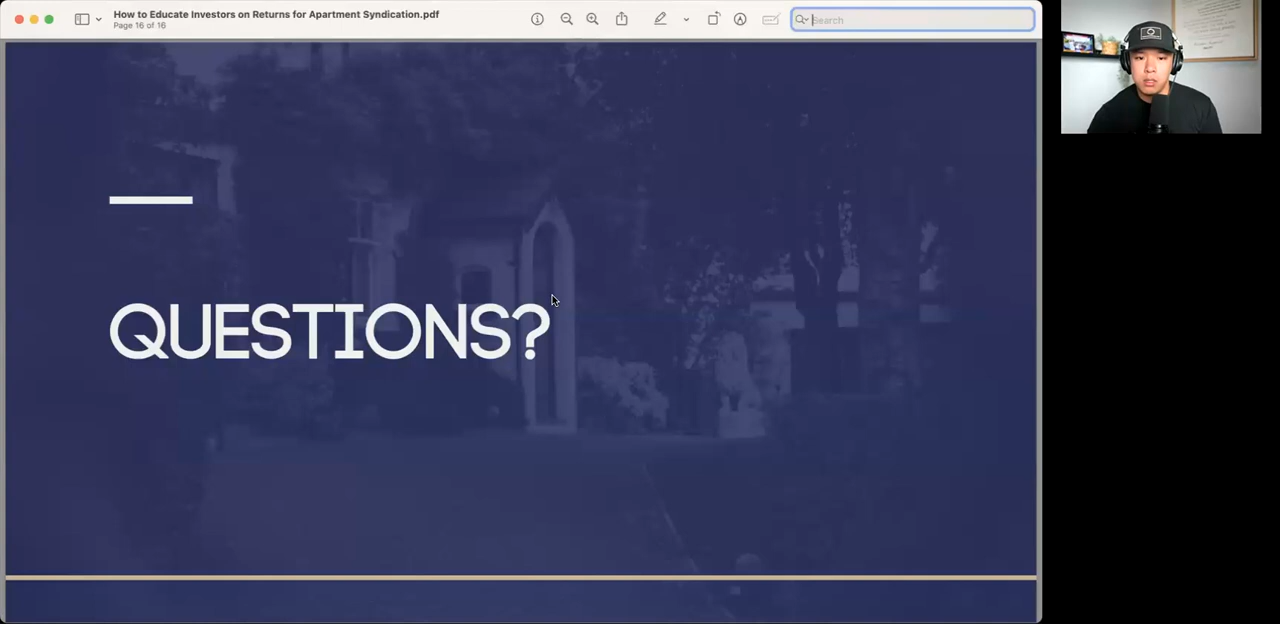 How to Educate Investors on Returns for Apartment Syndication.pdf
Page 16 of 16
Search
QUESTIONS?